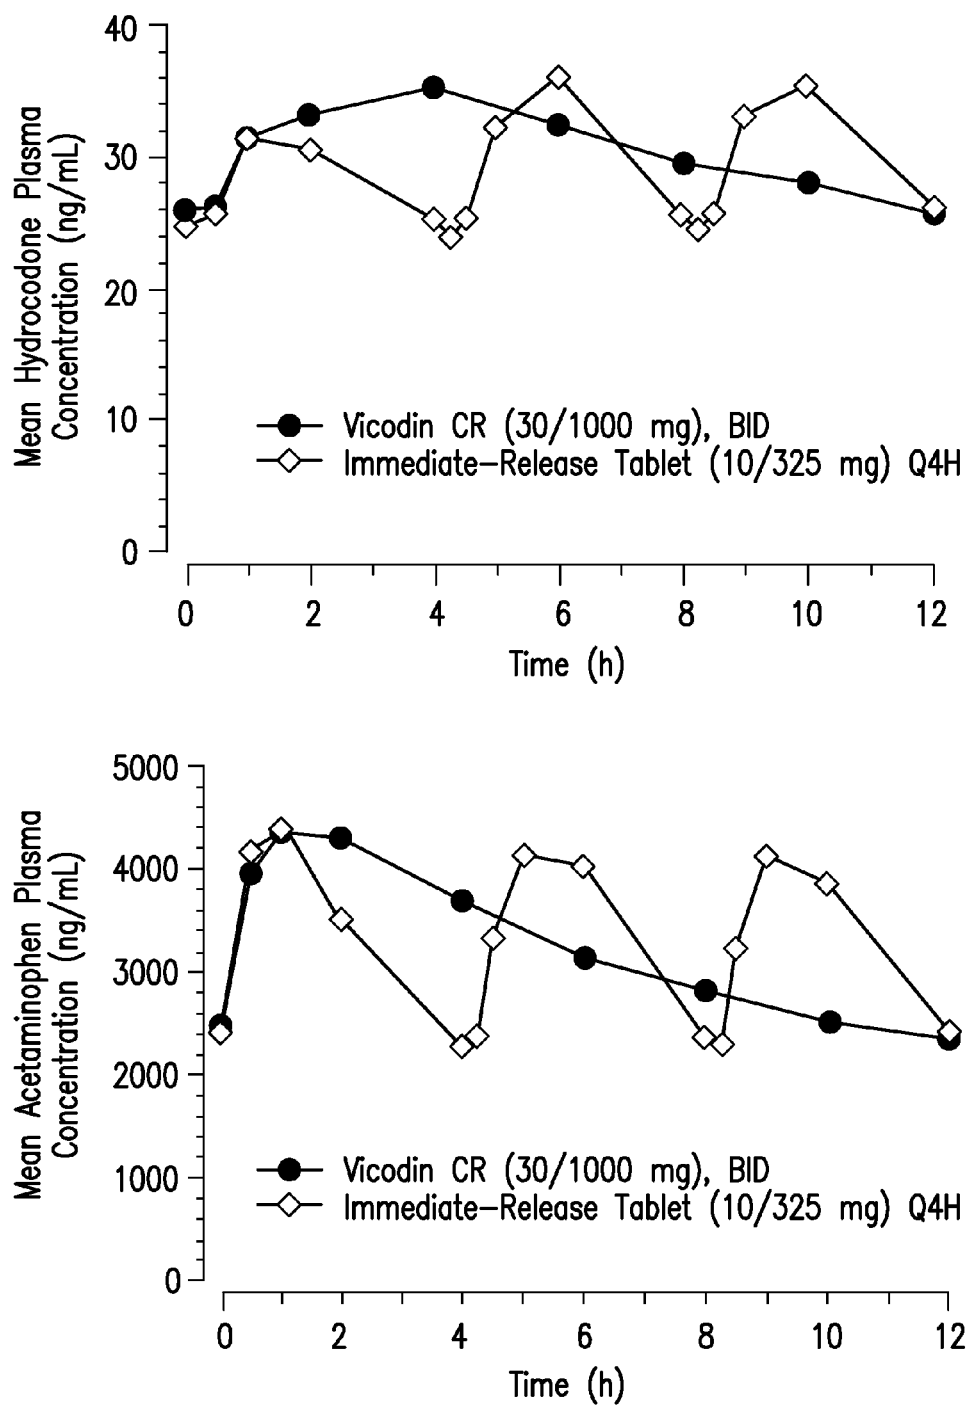 40
30
20
10
0
Mean Hydrocodone Plasma
Concentration (ng/mL)
Vicodin CR (30/1000 mg), BID
Immediate-Release Tablet (10/325 mg) Q4H
0 2 4 6 8 10 12
Time (h)
5000
4000
3000
2000
1000
0
Mean Acetaminophen Plasma
Concentration (ng/mL)
Vicodin CR (30/1000 mg), BID
Immediate-Release Tablet (10/325 mg) Q4H
0 2 4 6 8 10 12
Time (h)